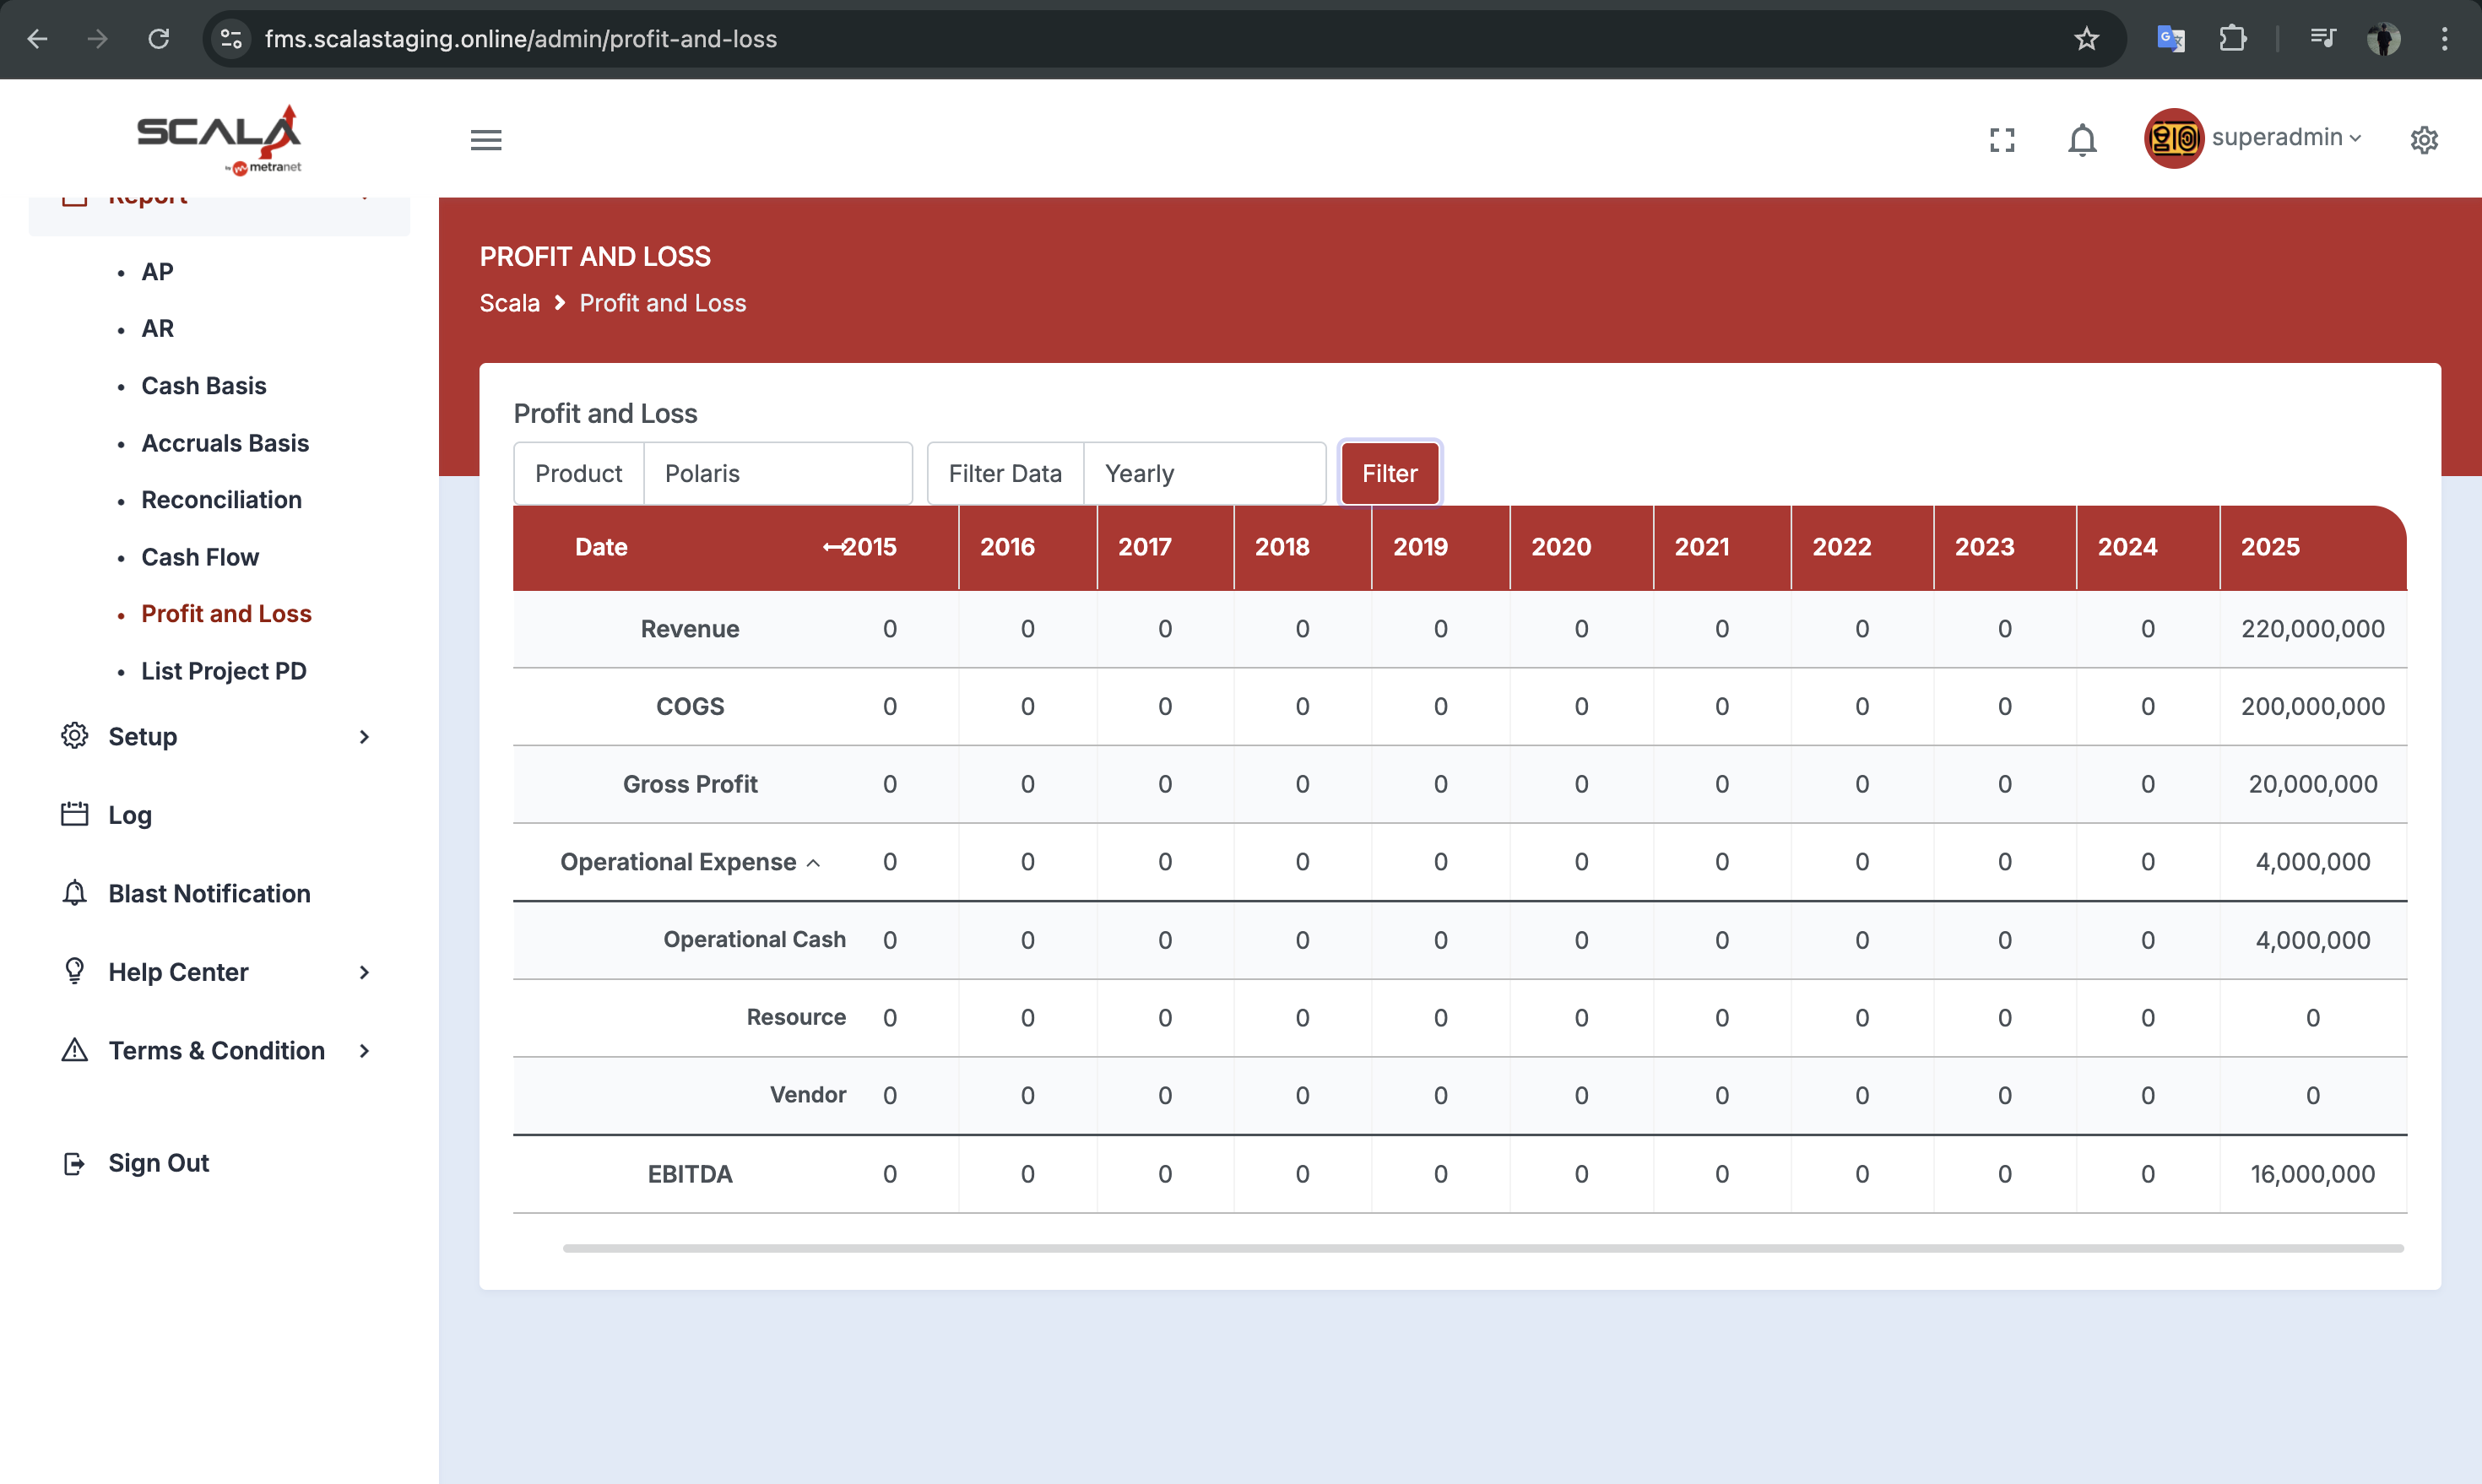 fms.scalastaging.online/admin/profit-and-loss
SCALA
by metranet
superadmin
Report
AP
AR
Cash Basis
Accruals Basis
Reconciliation
Cash Flow
Profit and Loss
List Project PD
Setup
Log
Blast Notification
Help Center
Terms & Condition
Sign Out
PROFIT AND LOSS
Scala Profit and Loss
Profit and Loss
Product Polaris Filter Data Yearly Filter
Date 2015 2016 2017 2018 2019 2020 2021 2022 2023 2024 2025
Revenue 0 0 0 0 0 0 0 0 0 0 220,000,000
COGS 0 0 0 0 0 0 0 0 0 0 200,000,000
Gross Profit 0 0 0 0 0 0 0 0 0 0 20,000,000
Operational Expense 0 0 0 0 0 0 0 0 0 0 4,000,000
Operational Cash 0 0 0 0 0 0 0 0 0 0 4,000,000
Resource 0 0 0 0 0 0 0 0 0 0 0
Vendor 0 0 0 0 0 0 0 0 0 0 0
EBITDA 0 0 0 0 0 0 0 0 0 0 16,000,000